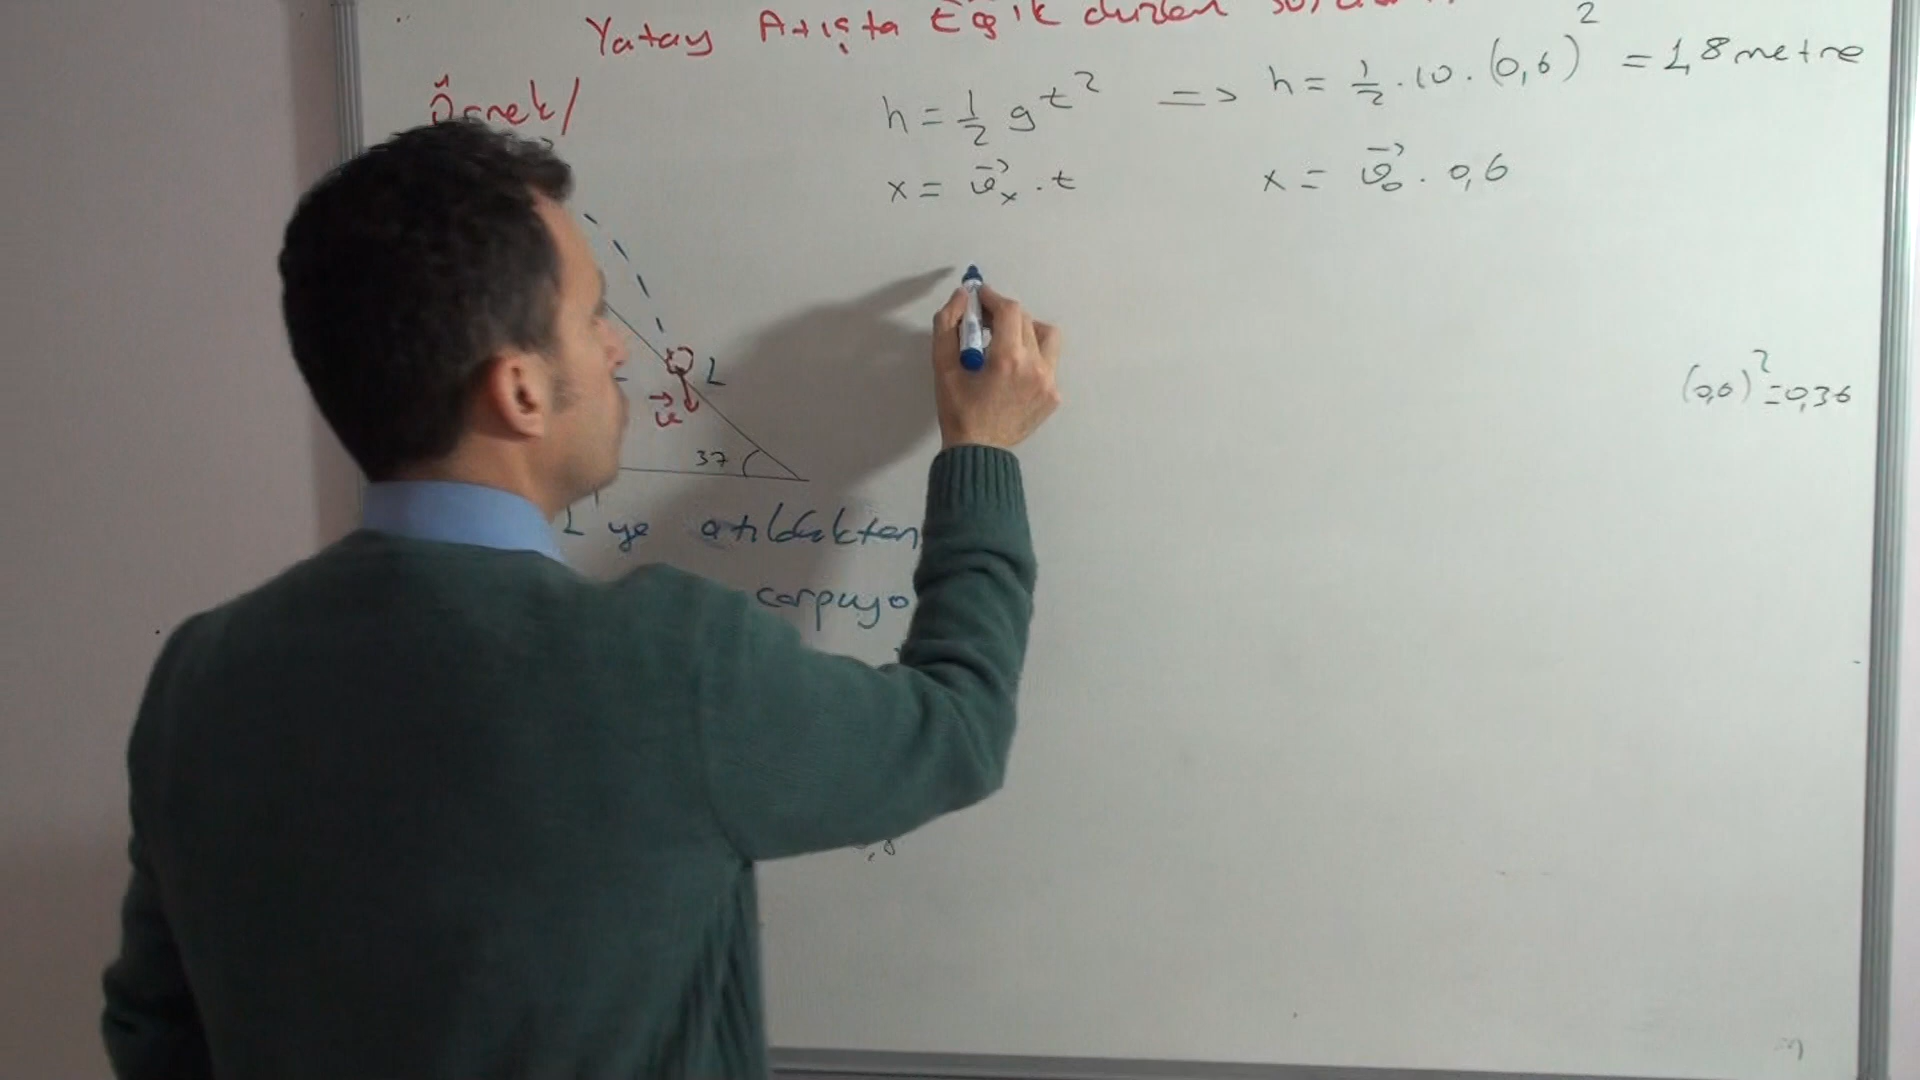 Yatay Atışta Eğik düzlem
Örnek/
h = 1/2 g t² => h = 1/2 . 10 . (0,6)² = 1,8 metre
x = v⃗x . t x = v⃗0 . 0,6
L
v⃗
37
(0,6)² = 0,36
L'ye atıldıktan
çarpıyo